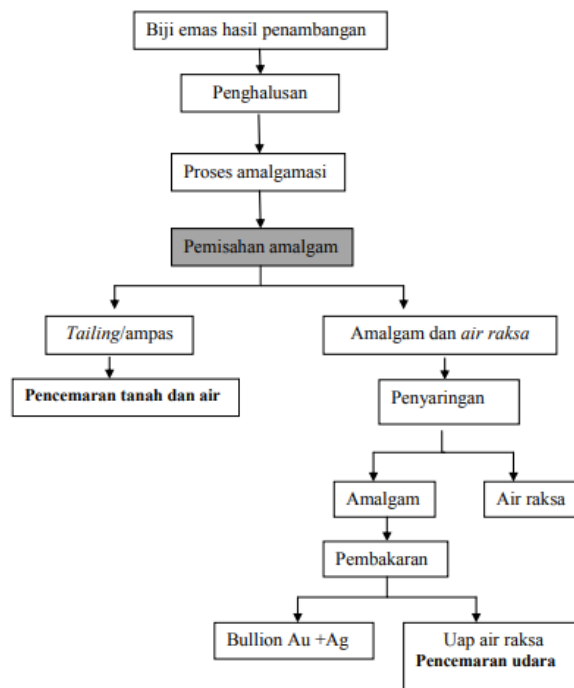 Biji emas hasil penambangan
Penghalusan
Proses amalgamasi
Pemisahan amalgam
Tailing/ampas
Amalgam dan air raksa
Pencemaran tanah dan air
Penyaringan
Amalgam
Air raksa
Pembakaran
Bullion Au +Ag
Uap air raksa
Pencemaran udara